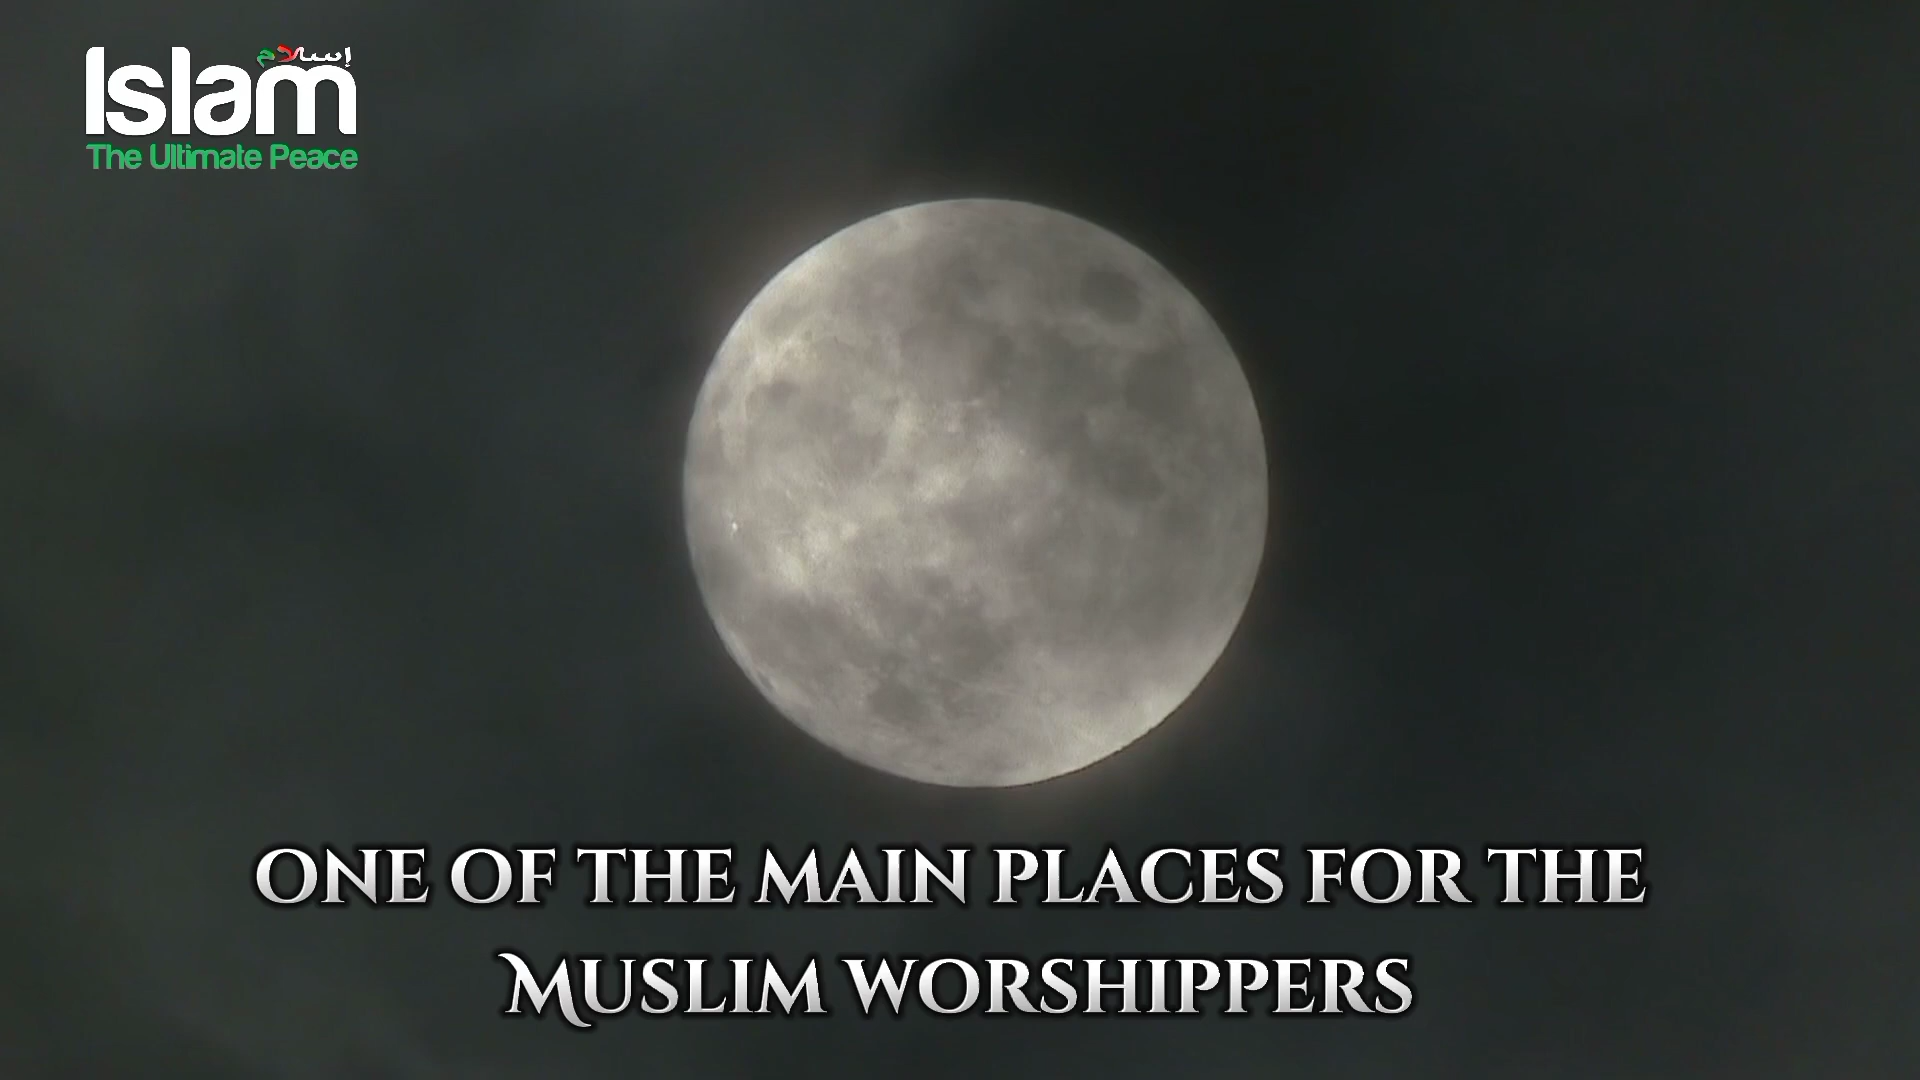 إسلام
Islam
The Ultimate Peace
ONE OF THE MAIN PLACES FOR THE
MUSLIM WORSHIPPERS